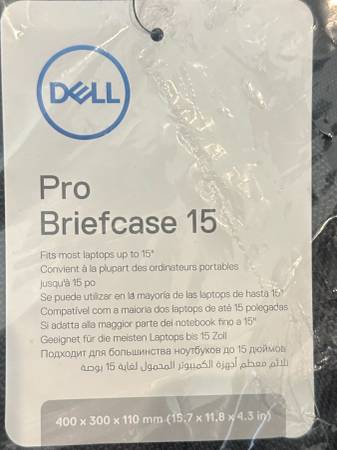 DELL
Pro
Briefcase 15
Fits most laptops up to 15"
Convient à la plupart des ordinateurs portables
jusqu'à 15 po
Se puede utilizar en la mayoría de las laptops de hasta 15"
Compatível com a maioria dos laptops de até 15 polegadas
Si adatta alla maggior parte dei notebook fino a 15"
Geeignet für die meisten Laptops bis 15 Zoll
Подходит для большинства ноутбуков до 15 дюймов
تلائم معظم أجهزة الكمبيوتر المحمول لغاية 15 بوصة
400 x 300 x 110 mm (15,7 x 11,8 x 4.3 in)